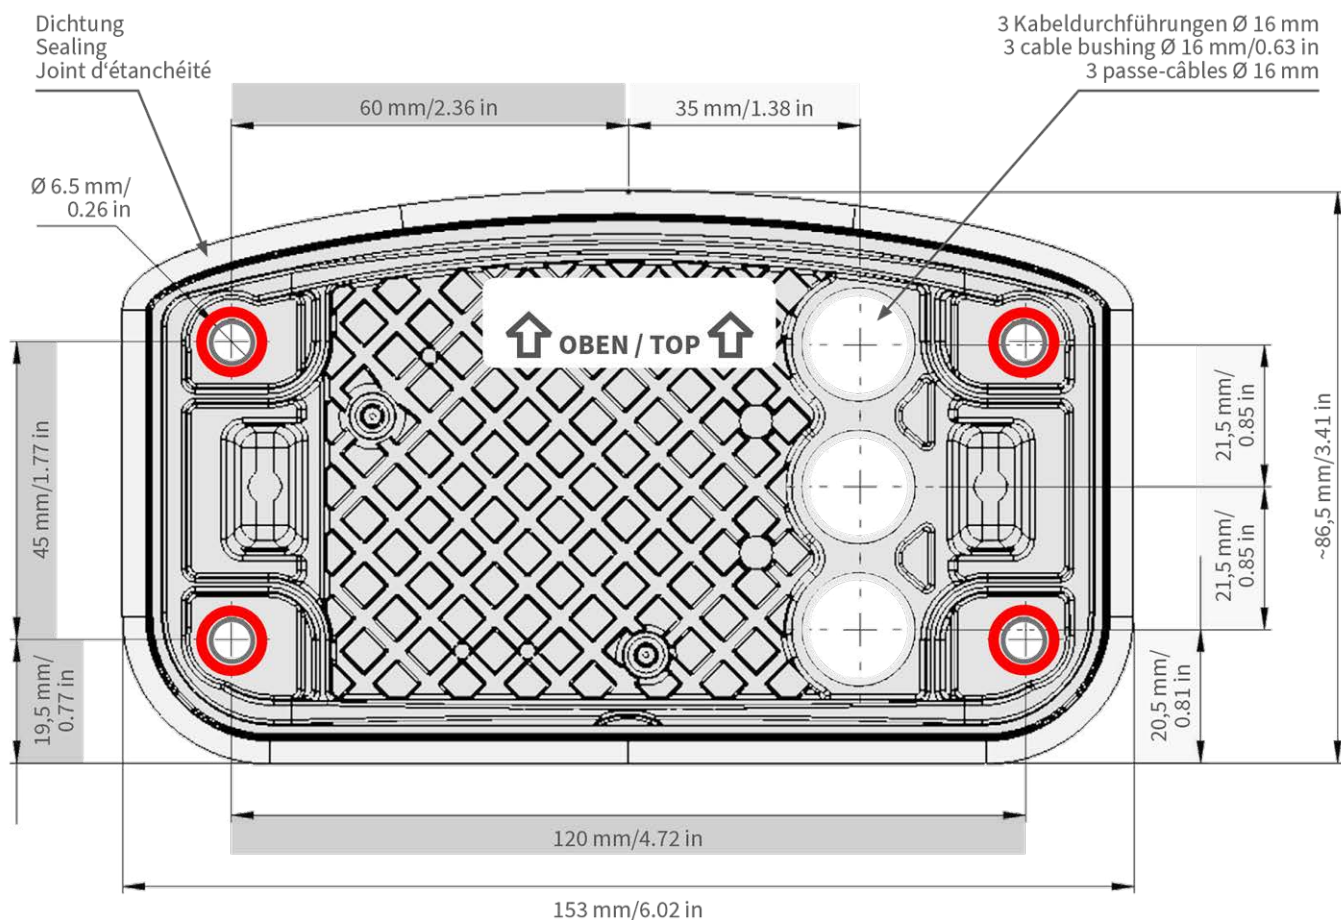 Dichtung
Sealing
Joint d‘étanchéité
3 Kabeldurchführungen Ø 16 mm
3 cable bushing Ø 16 mm/0.63 in
3 passe-câbles Ø 16 mm
60 mm/2.36 in
35 mm/1.38 in
Ø 6.5 mm/
0.26 in
OBEN / TOP
45 mm/1.77 in
21,5 mm/
0.85 in
~86,5 mm/3.41 in
21,5 mm/
0.85 in
19,5 mm/
0.77 in
20,5 mm/
0.81 in
120 mm/4.72 in
153 mm/6.02 in